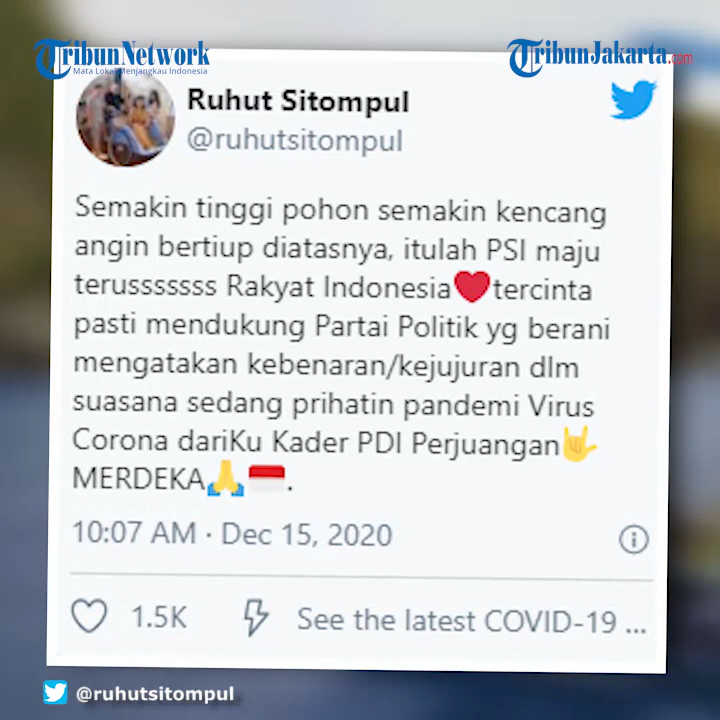 TribunNetwork
Mata Lokal Menjangkau Indonesia
TribunJakarta.com
Ruhut Sitompul
@ruhutsitompul
Semakin tinggi pohon semakin kencang
angin bertiup diatasnya, itulah PSI maju
terusssssss Rakyat Indonesia❤️tercinta
pasti mendukung Partai Politik yg berani
mengatakan kebenaran/kejujuran dlm
suasana sedang prihatin pandemi Virus
Corona dariKu Kader PDI Perjuangan🤟
MERDEKA🙏🇮🇩.
10:07 AM · Dec 15, 2020
1.5K See the latest COVID-19 ...
@ruhutsitompul